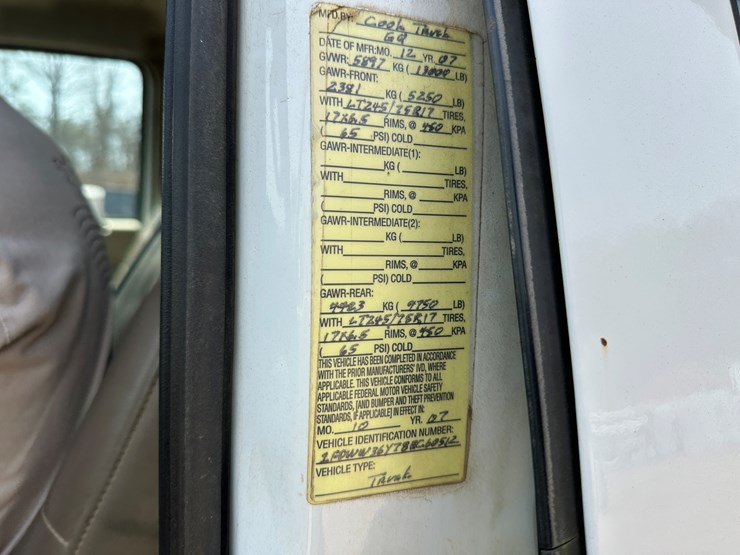 MFD.BY: Cook Truck
EQ
DATE OF MFR:MO. 12 YR. 07
GVWR: 5897 KG ( 13000 LB)
GAWR-FRONT:
2381 KG ( 5250 LB)
WITH LT245/75R17 TIRES,
17X6.5 RIMS, @ 450 KPA
( 65 PSI) COLD
GAWR-INTERMEDIATE(1):
KG ( LB)
WITH TIRES,
RIMS, @ KPA
( PSI) COLD
GAWR-INTERMEDIATE(2):
KG ( LB)
WITH TIRES,
RIMS, @ KPA
( PSI) COLD
GAWR-REAR:
4423 KG ( 9750 LB)
WITH LT245/75R17 TIRES,
17X6.5 RIMS, @ 450 KPA
( 65 PSI) COLD
THIS VEHICLE HAS BEEN COMPLETED IN ACCORDANCE
WITH THE PRIOR MANUFACTURERS' IVD, WHERE
APPLICABLE. THIS VEHICLE CONFORMS TO ALL
APPLICABLE FEDERAL MOTOR VEHICLE SAFETY
STANDARDS, [AND BUMPER AND THEFT PREVENTION
STANDARDS, IF APPLICABLE] IN EFFECT IN:
MO. 10 YR. 07
VEHICLE IDENTIFICATION NUMBER:
VEHICLE TYPE:
Truck